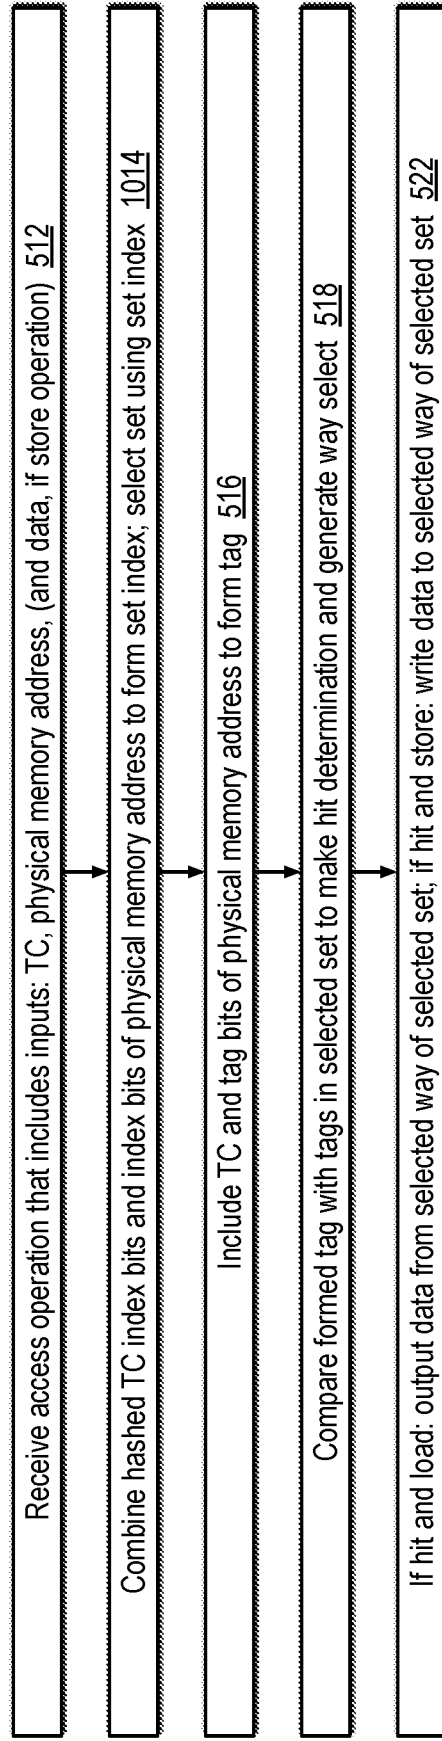 Receive access operation that includes inputs: TC, physical memory address, (and data, if store operation) 512
Combine hashed TC index bits and index bits of physical memory address to form set index; select set using set index 1014
Include TC and tag bits of physical memory address to form tag 516
Compare formed tag with tags in selected set to make hit determination and generate way select 518
If hit and load: output data from selected way of selected set; if hit and store: write data to selected way of selected set 522